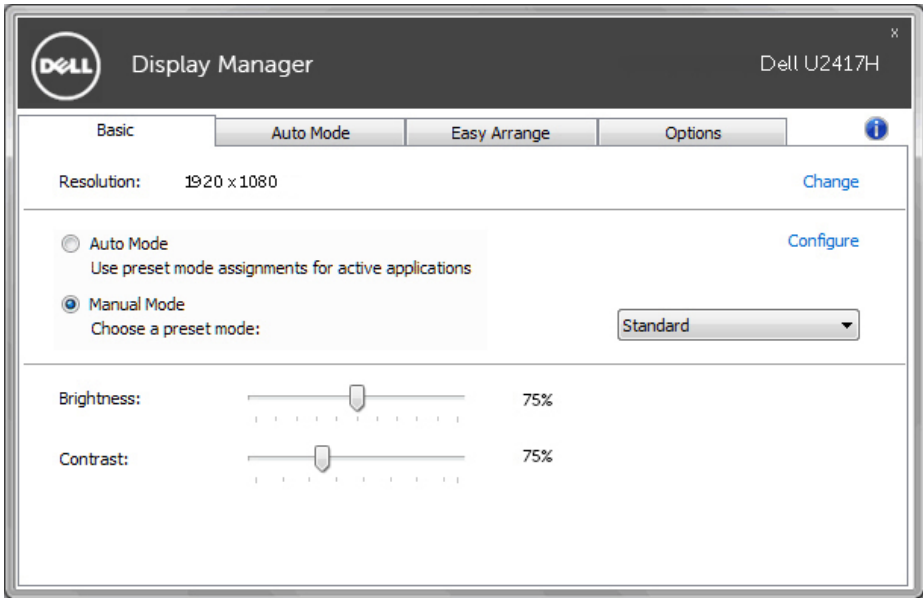 x
DELL Display Manager Dell U2417H
Basic Auto Mode Easy Arrange Options i
Resolution: 1920 x 1080 Change
Auto Mode Configure
Use preset mode assignments for active applications
Manual Mode
Choose a preset mode: Standard
Brightness: 75%
Contrast: 75%